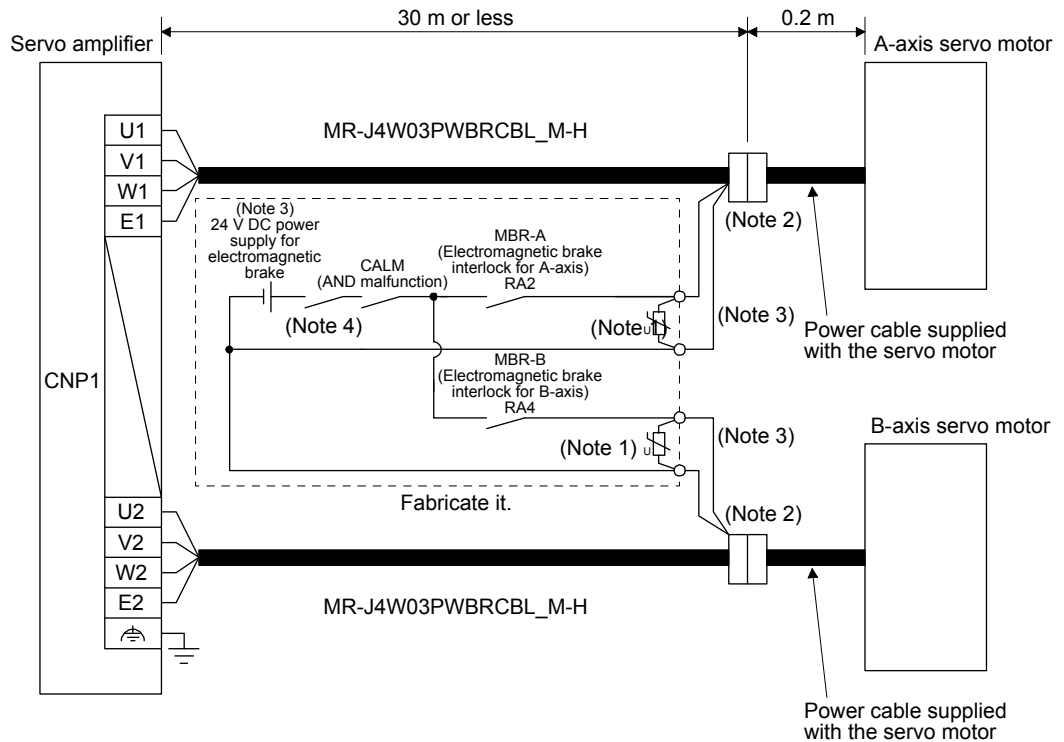 30 m or less
0.2 m
Servo amplifier
A-axis servo motor
U1
V1
W1
E1
MR-J4W03PWBRCBL_M-H
(Note 2)
(Note 3)
24 V DC power
supply for
electromagnetic
brake
CALM
(AND malfunction)
(Note 4)
MBR-A
(Electromagnetic brake
interlock for A-axis)
RA2
(Note
U
(Note 3)
Power cable supplied
with the servo motor
CNP1
MBR-B
(Electromagnetic brake
interlock for B-axis)
RA4
(Note 1)
U
(Note 3)
B-axis servo motor
Fabricate it.
(Note 2)
U2
V2
W2
E2
MR-J4W03PWBRCBL_M-H
Power cable supplied
with the servo motor